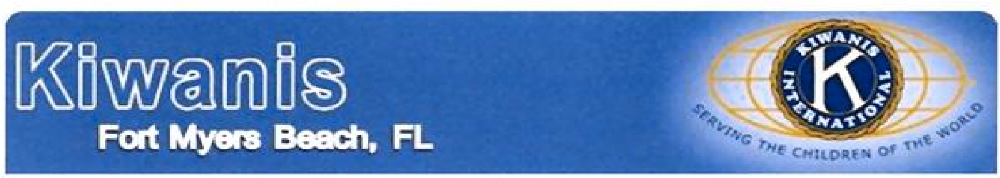 Kiwanis
Fort Myers Beach, FL
KIWANIS
K
INTERNATIONAL
SERVING THE CHILDREN OF THE WORLD